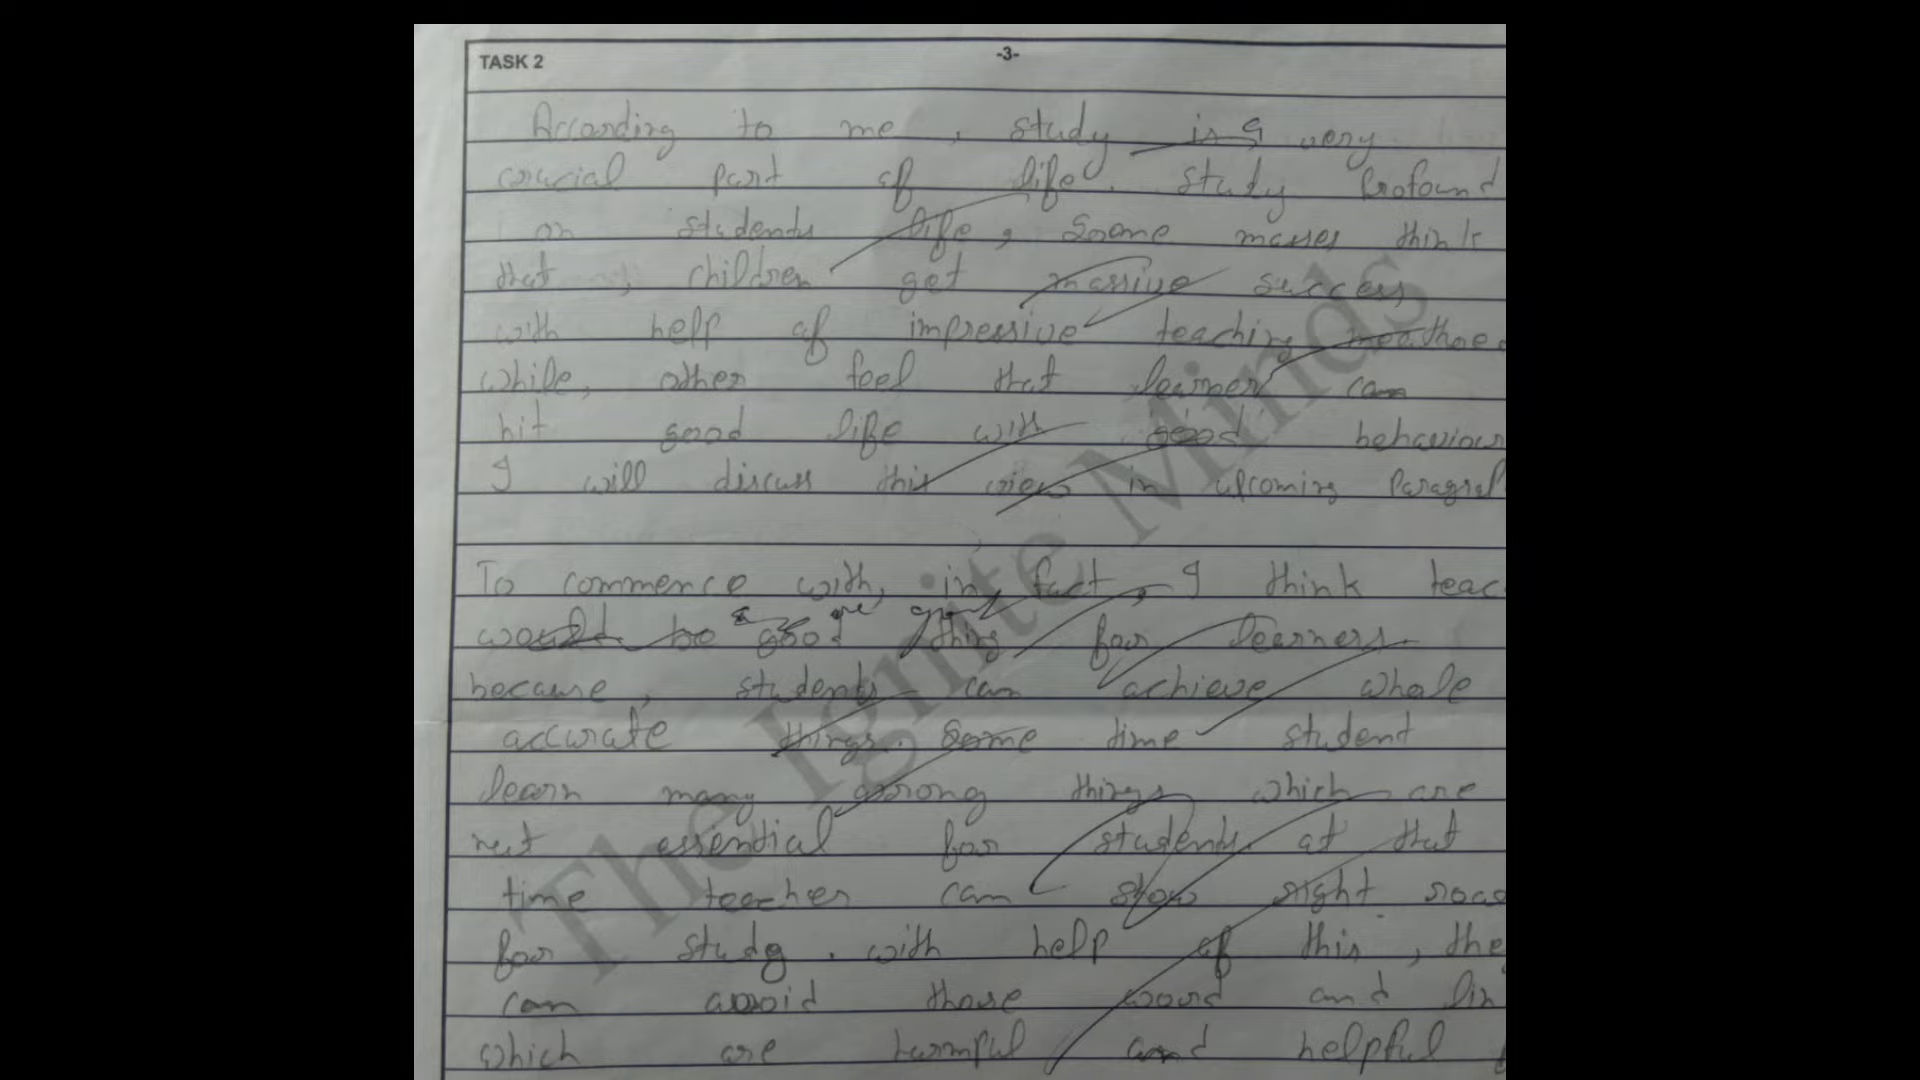 TASK 2
-3-
According to me, study is a very
crucial part of life. study Profound
on students life, Some masses think
that, children get massive success
with help of impressive teaching
while, other feel that learner can
hit good life with good behaviour
I will discuss this view in upcoming
To commence with, in fact, I think
would be good thing for learners
because, students can achieve whole
accurate things. Some time student
learn many wrong things which are
not essential for students. at that
time teacher can show right
for study. with help of this,
can avoid those word and
which are harmful and helpful
The Ignite Minds